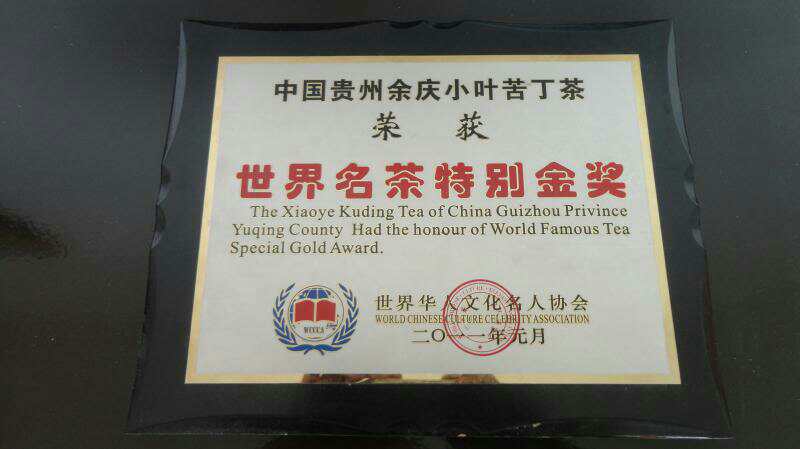 中国贵州余庆小叶苦丁茶
荣 获
世界名茶特别金奖
The Xiaoye Kuding Tea of China Guizhou Privince
Yuqing County Had the honour of World Famous Tea
Special Gold Award.
WCCCA
世界华人文化名人协会
WORLD CHINESE CULTURE CELEBRITY ASSOCIATION
二〇一一年元月